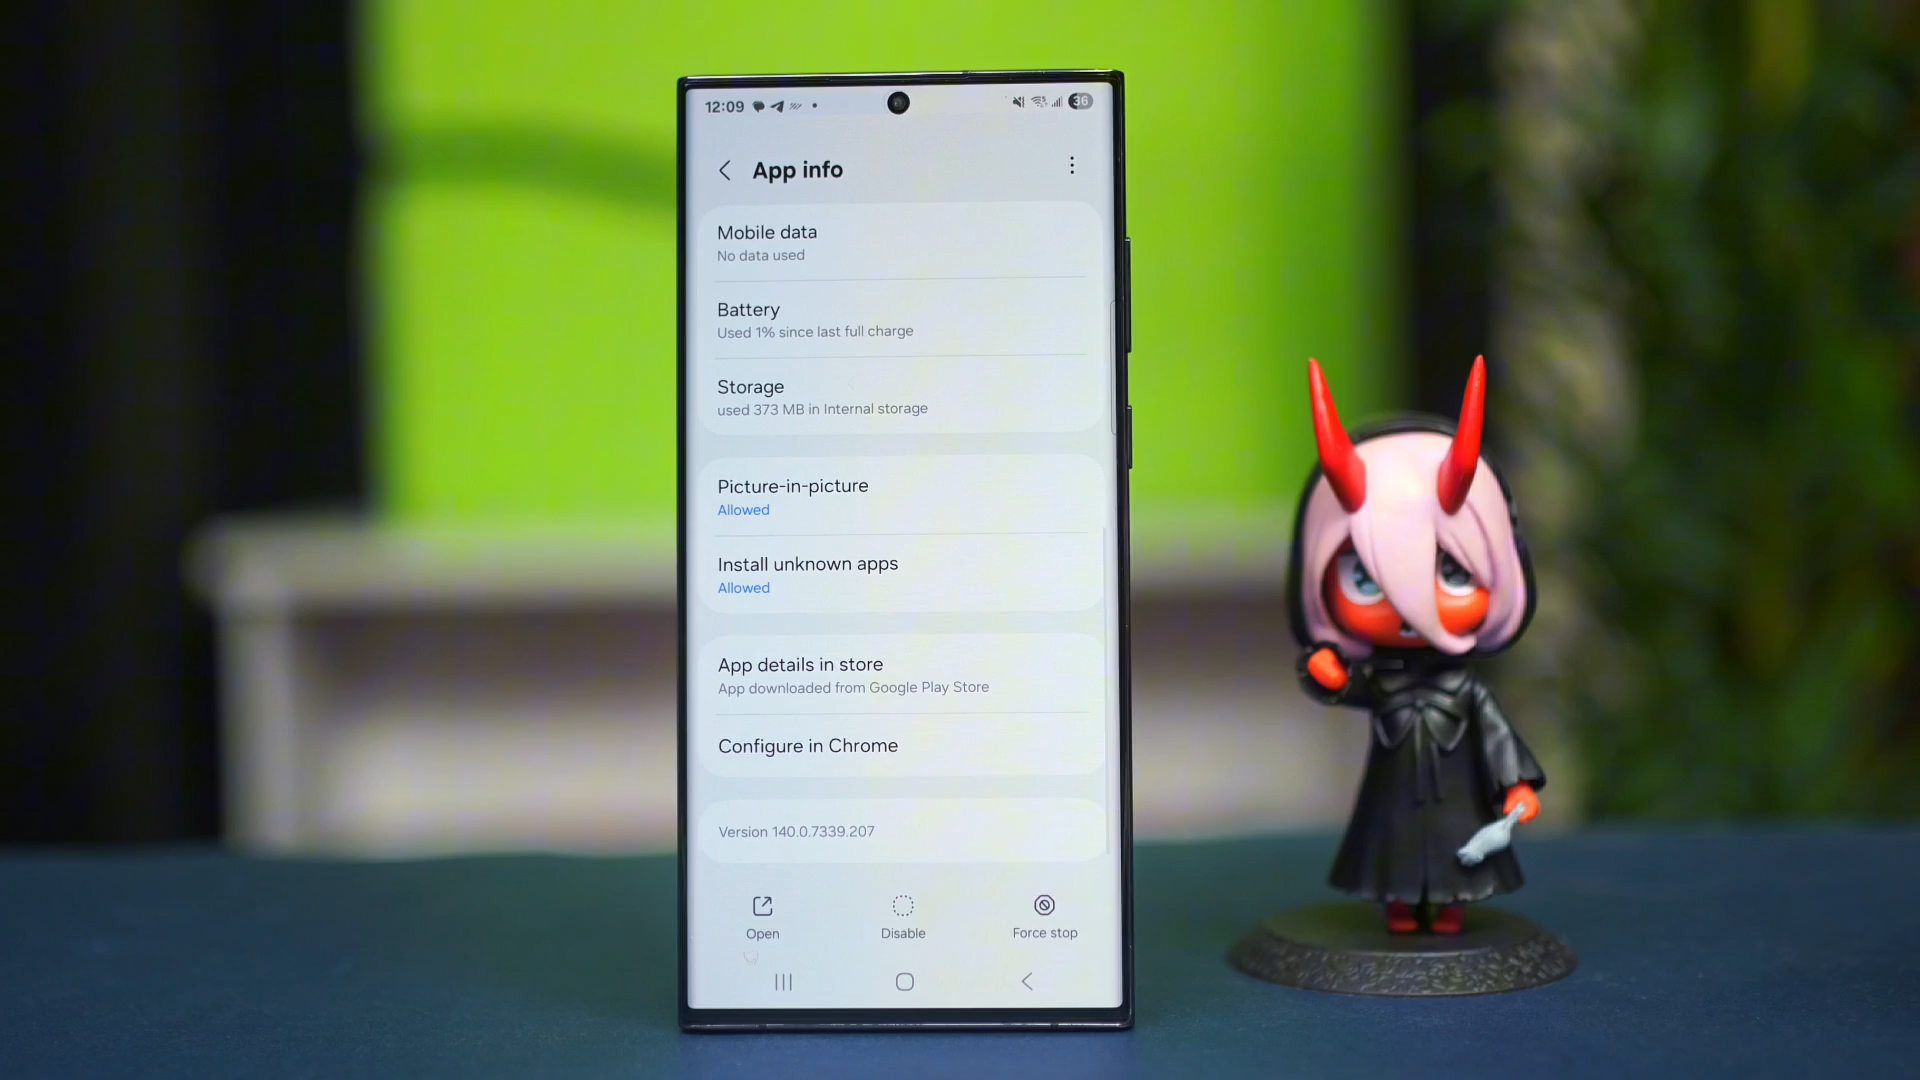 12:09
36
App info
Mobile data
No data used
Battery
Used 1% since last full charge
Storage
used 373 MB in Internal storage
Picture-in-picture
Allowed
Install unknown apps
Allowed
App details in store
App downloaded from Google Play Store
Configure in Chrome
Version 140.0.7339.207
Open
Disable
Force stop